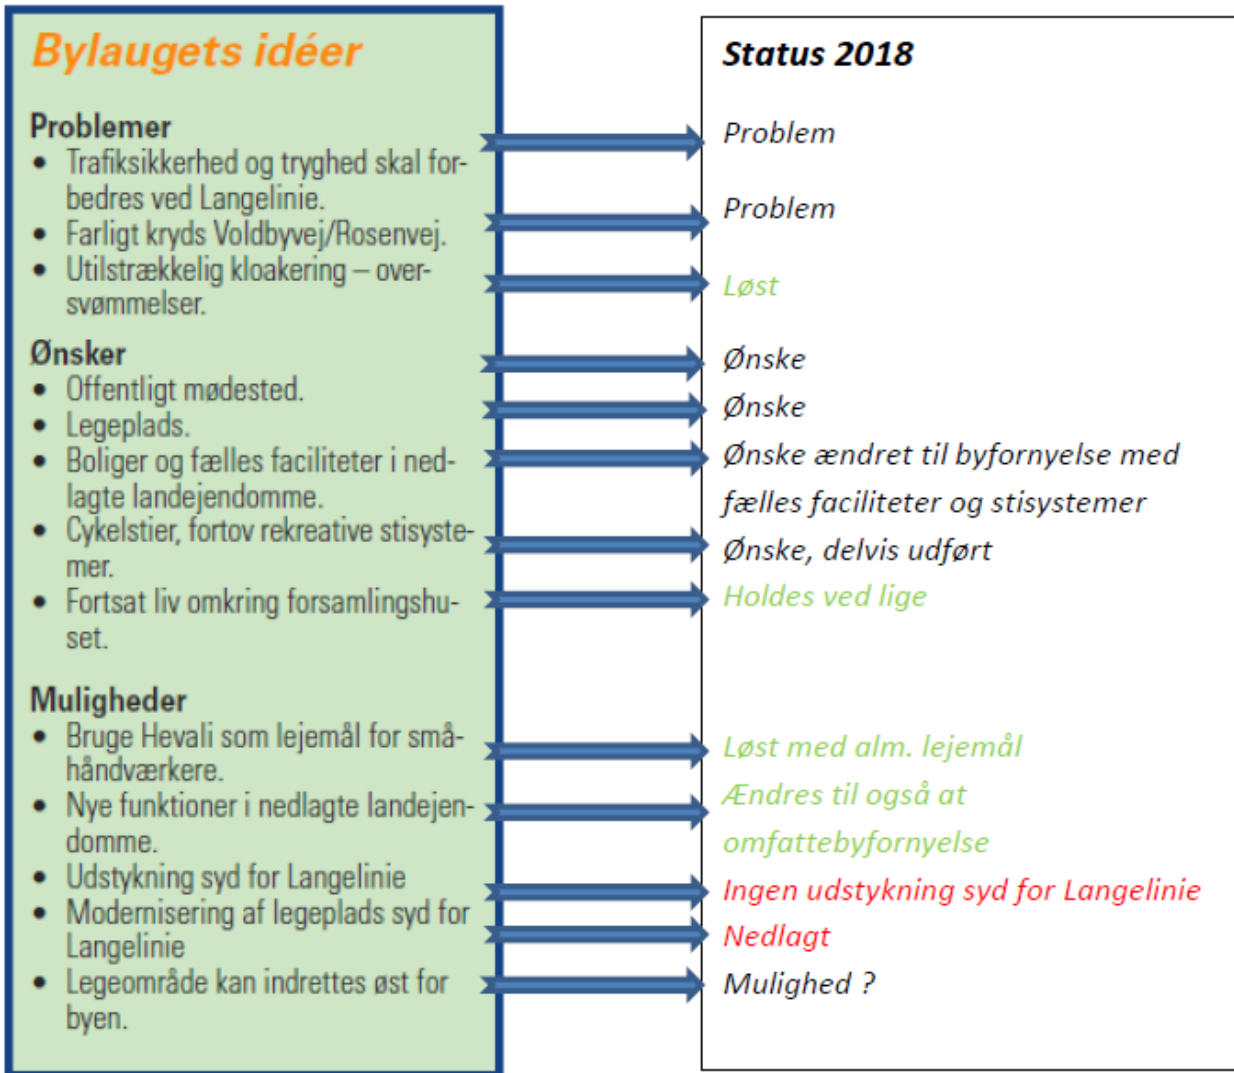 Bylaugets idéer
Problemer
• Trafiksikkerhed og tryghed skal for-
bedres ved Langelinie.
• Farligt kryds Voldbyvej/Rosenvej.
• Utilstrækkelig kloakering – over-
svømmelser.
Ønsker
• Offentligt mødested.
• Legeplads.
• Boliger og fælles faciliteter i ned-
lagte landejendomme.
• Cykelstier, fortov rekreative stisyste-
mer.
• Fortsat liv omkring forsamlingshu-
set.
Muligheder
• Bruge Hevali som lejemål for små-
håndværkere.
• Nye funktioner i nedlagte landejen-
domme.
• Udstykning syd for Langelinie
• Modernisering af legeplads syd for
Langelinie
• Legeområde kan indrettes øst for
byen.
Status 2018
Problem
Problem
Løst
Ønske
Ønske
Ønske ændret til byfornyelse med
fælles faciliteter og stisystemer
Ønske, delvis udført
Holdes ved lige
Løst med alm. lejemål
Ændres til også at
omfattebyfornyelse
Ingen udstykning syd for Langelinie
Nedlagt
Mulighed ?